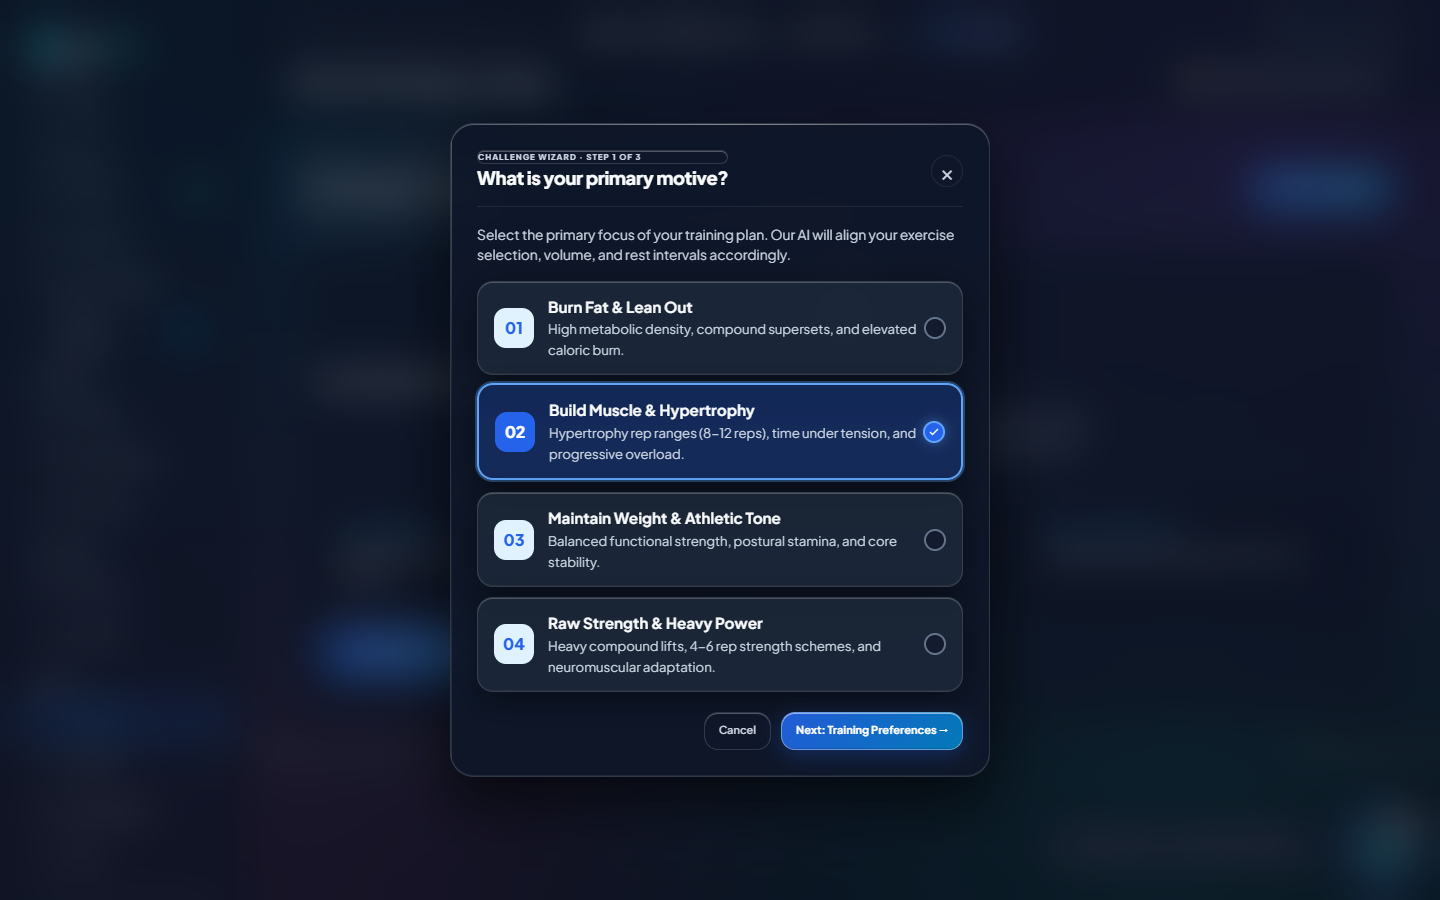 CHALLENGE WIZARD · STEP 1 OF 3
What is your primary motive?
Select the primary focus of your training plan. Our AI will align your exercise
selection, volume, and rest intervals accordingly.
01
Burn Fat & Lean Out
High metabolic density, compound supersets, and elevated
caloric burn.
02
Build Muscle & Hypertrophy
Hypertrophy rep ranges (8–12 reps), time under tension, and
progressive overload.
03
Maintain Weight & Athletic Tone
Balanced functional strength, postural stamina, and core
stability.
04
Raw Strength & Heavy Power
Heavy compound lifts, 4–6 rep strength schemes, and
neuromuscular adaptation.
Cancel
Next: Training Preferences →